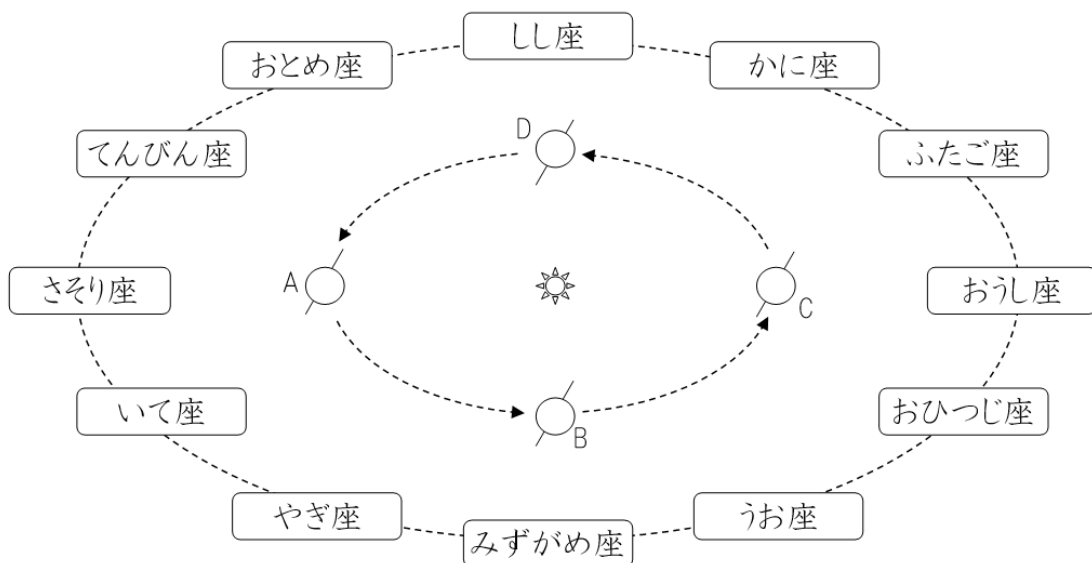 しし座
おとめ座
かに座
てんびん座
D
ふたご座
さそり座
A
C
おうし座
いて座
B
おひつじ座
やぎ座
みずがめ座
うお座